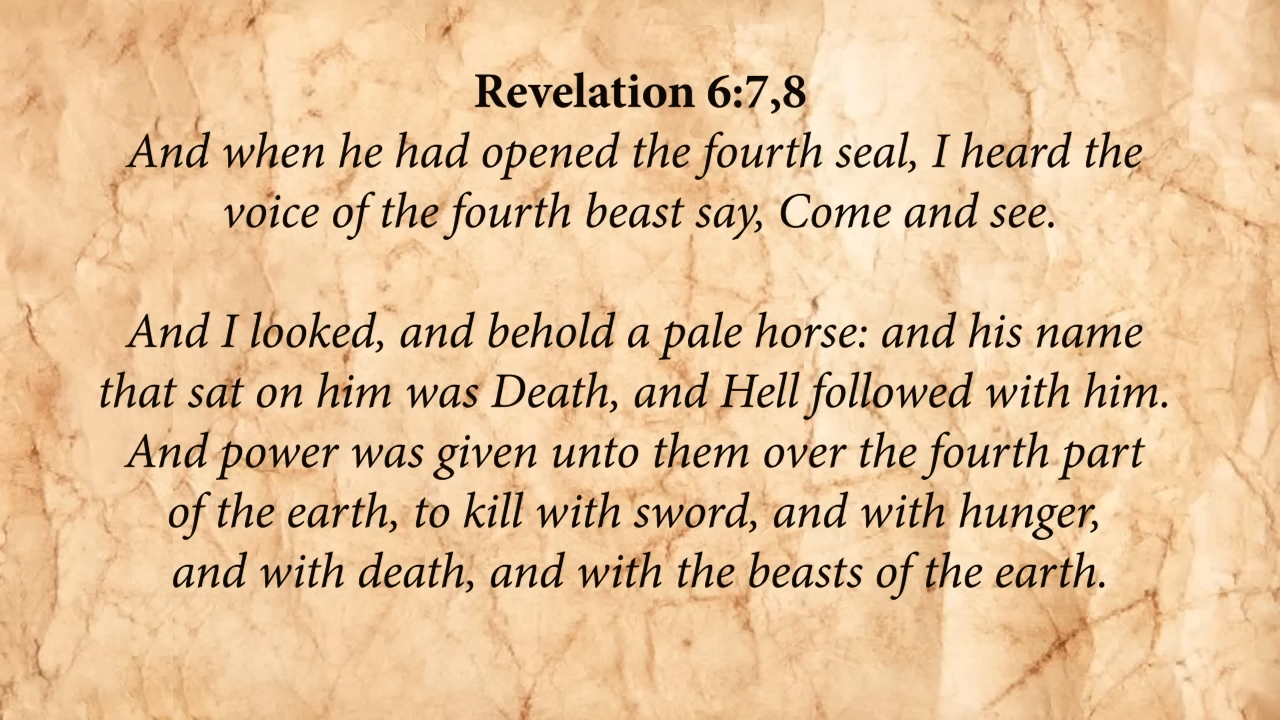 Revelation 6:7,8
And when he had opened the fourth seal, I heard the
voice of the fourth beast say, Come and see.
And I looked, and behold a pale horse: and his name
that sat on him was Death, and Hell followed with him.
And power was given unto them over the fourth part
of the earth, to kill with sword, and with hunger,
and with death, and with the beasts of the earth.